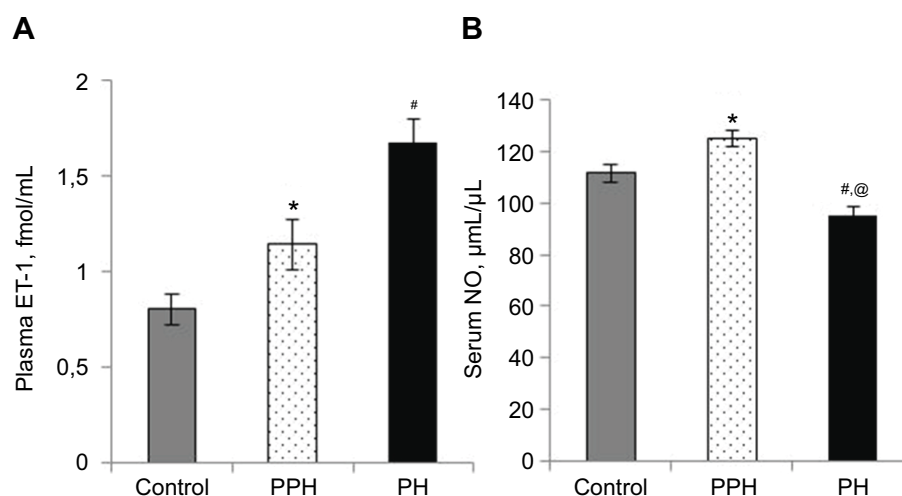 A
Plasma ET-1, fmol/mL
2
1,5
1
0,5
0
*
#
Control PPH PH
B
Serum NO, µmL/µL
140
120
100
80
60
40
20
0
*
#,@
Control PPH PH